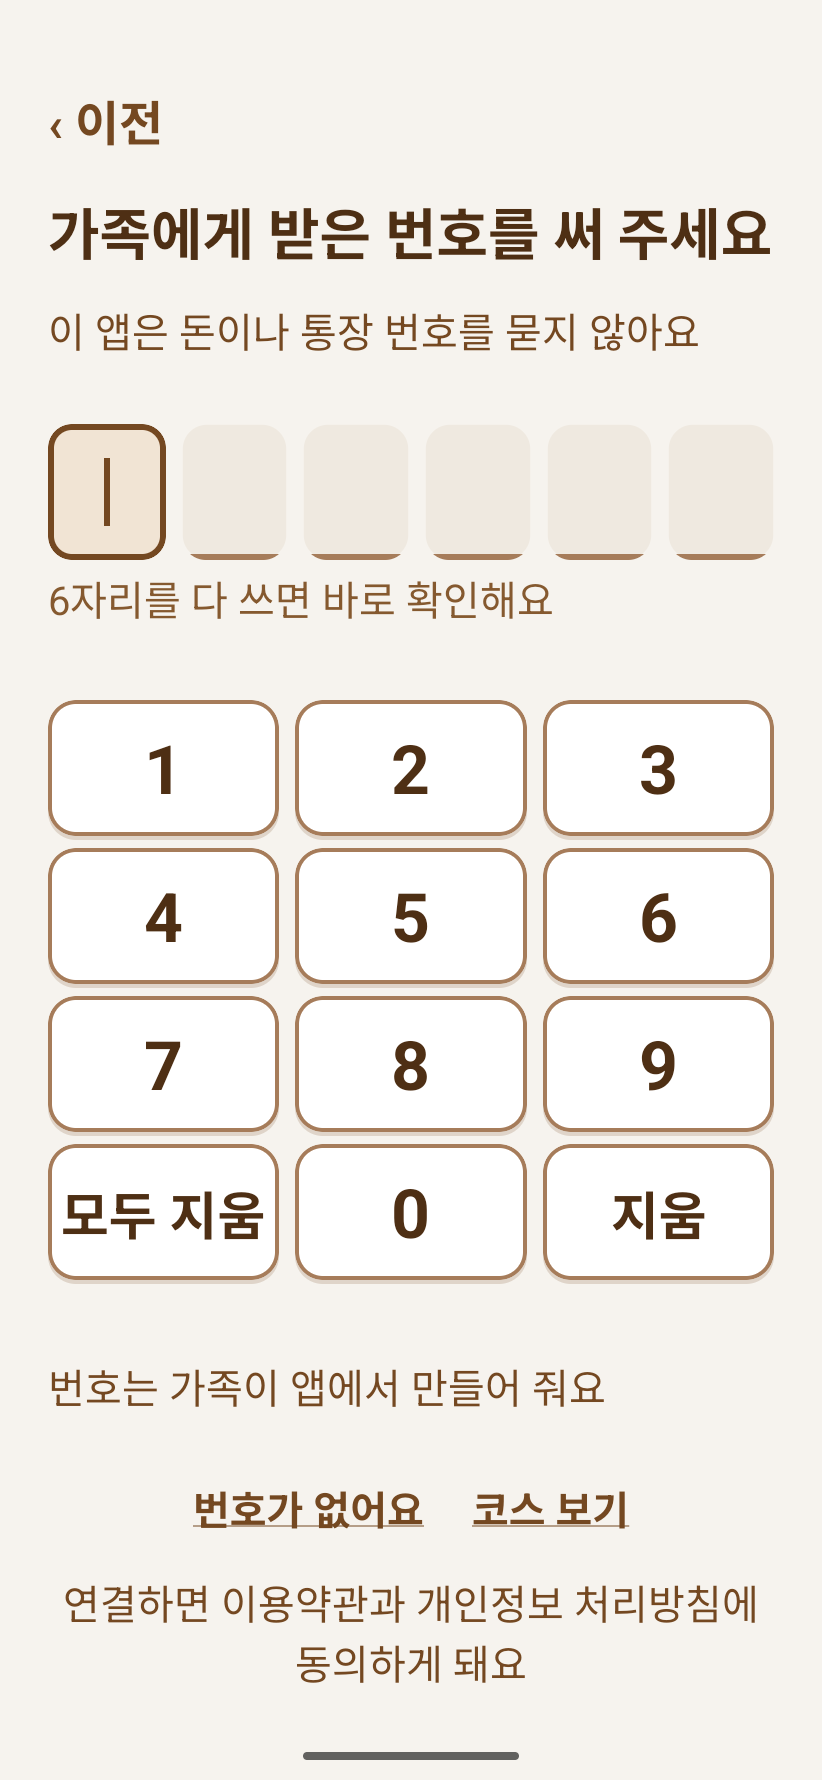 ‹ 이전
가족에게 받은 번호를 써 주세요
이 앱은 돈이나 통장 번호를 묻지 않아요
6자리를 다 쓰면 바로 확인해요
1 2 3
4 5 6
7 8 9
모두 지움 0 지움
번호는 가족이 앱에서 만들어 줘요
번호가 없어요 코스 보기
연결하면 이용약관과 개인정보 처리방침에
동의하게 돼요